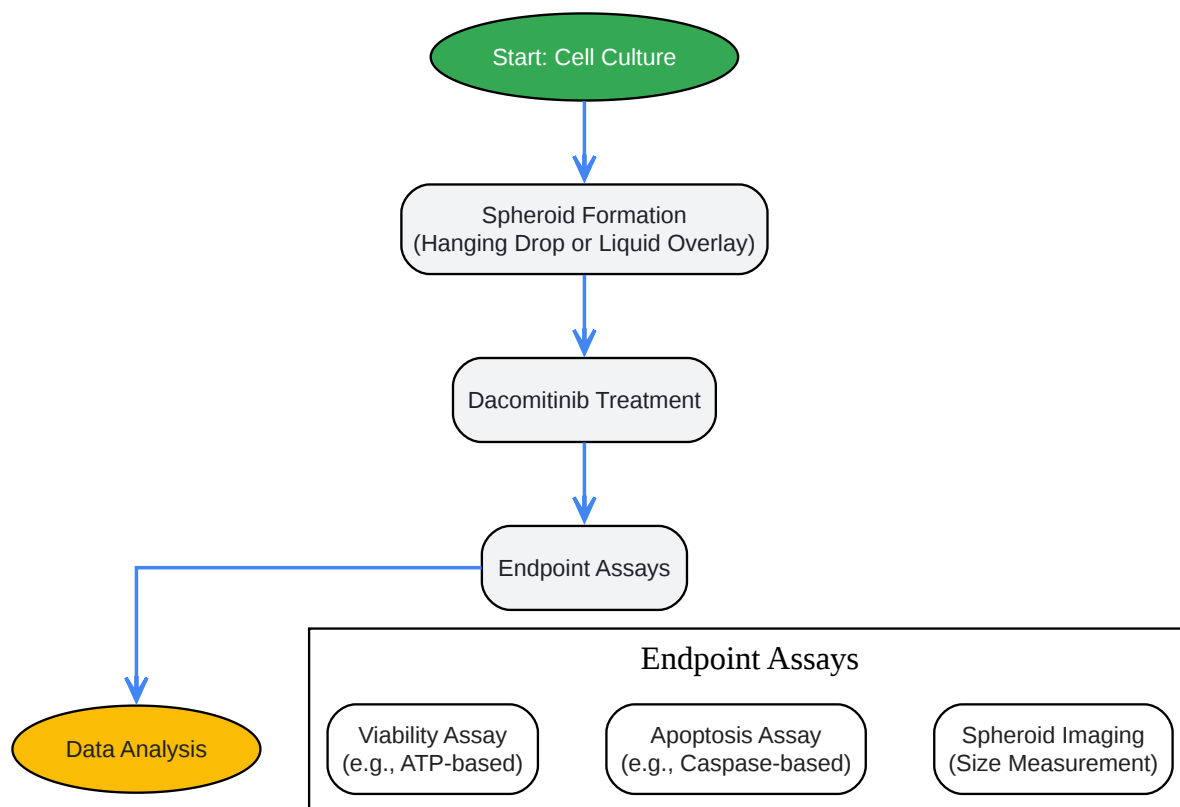 Start: Cell Culture
Spheroid Formation
(Hanging Drop or Liquid Overlay)
Dacomitinib Treatment
Endpoint Assays
Endpoint Assays
Data Analysis
Viability Assay
(e.g., ATP-based)
Apoptosis Assay
(e.g., Caspase-based)
Spheroid Imaging
(Size Measurement)